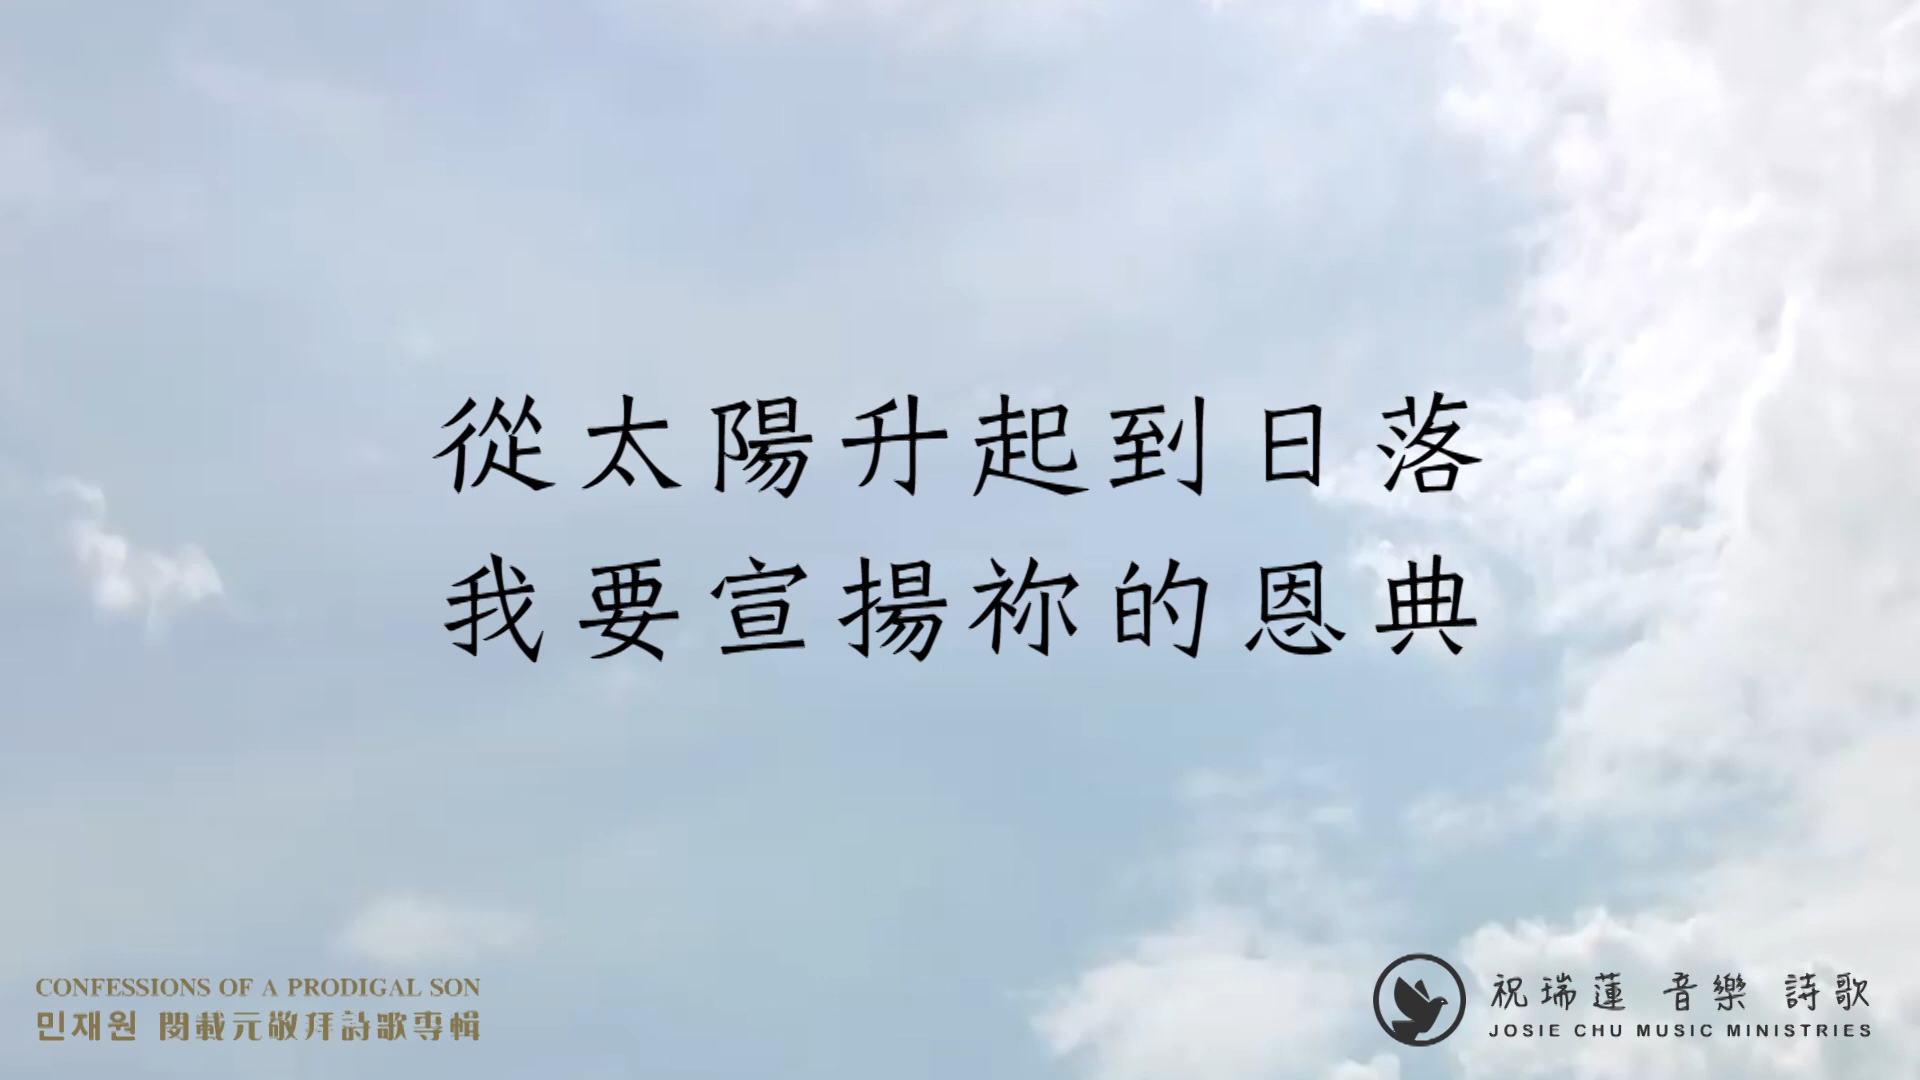 從太陽升起到日落
我要宣揚祢的恩典
CONFESSIONS OF A PRODIGAL SON
민재원 閔載元敬拜詩歌專輯
祝瑞蓮 音樂 詩歌
JOSIE CHU MUSIC MINISTRIES